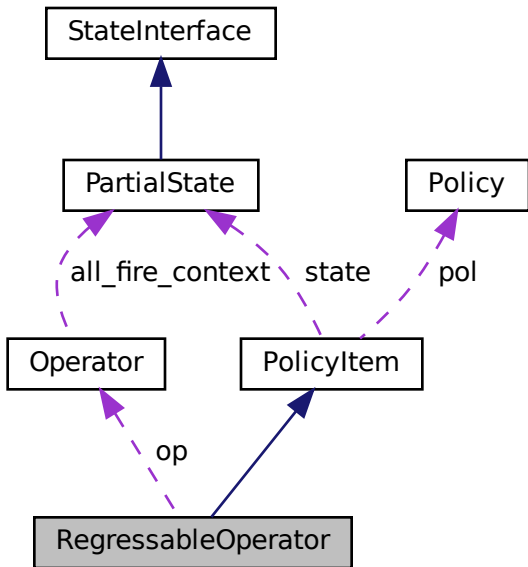 StateInterface
PartialState
Policy
all_fire_context
state
pol
Operator
PolicyItem
op
RegressableOperator